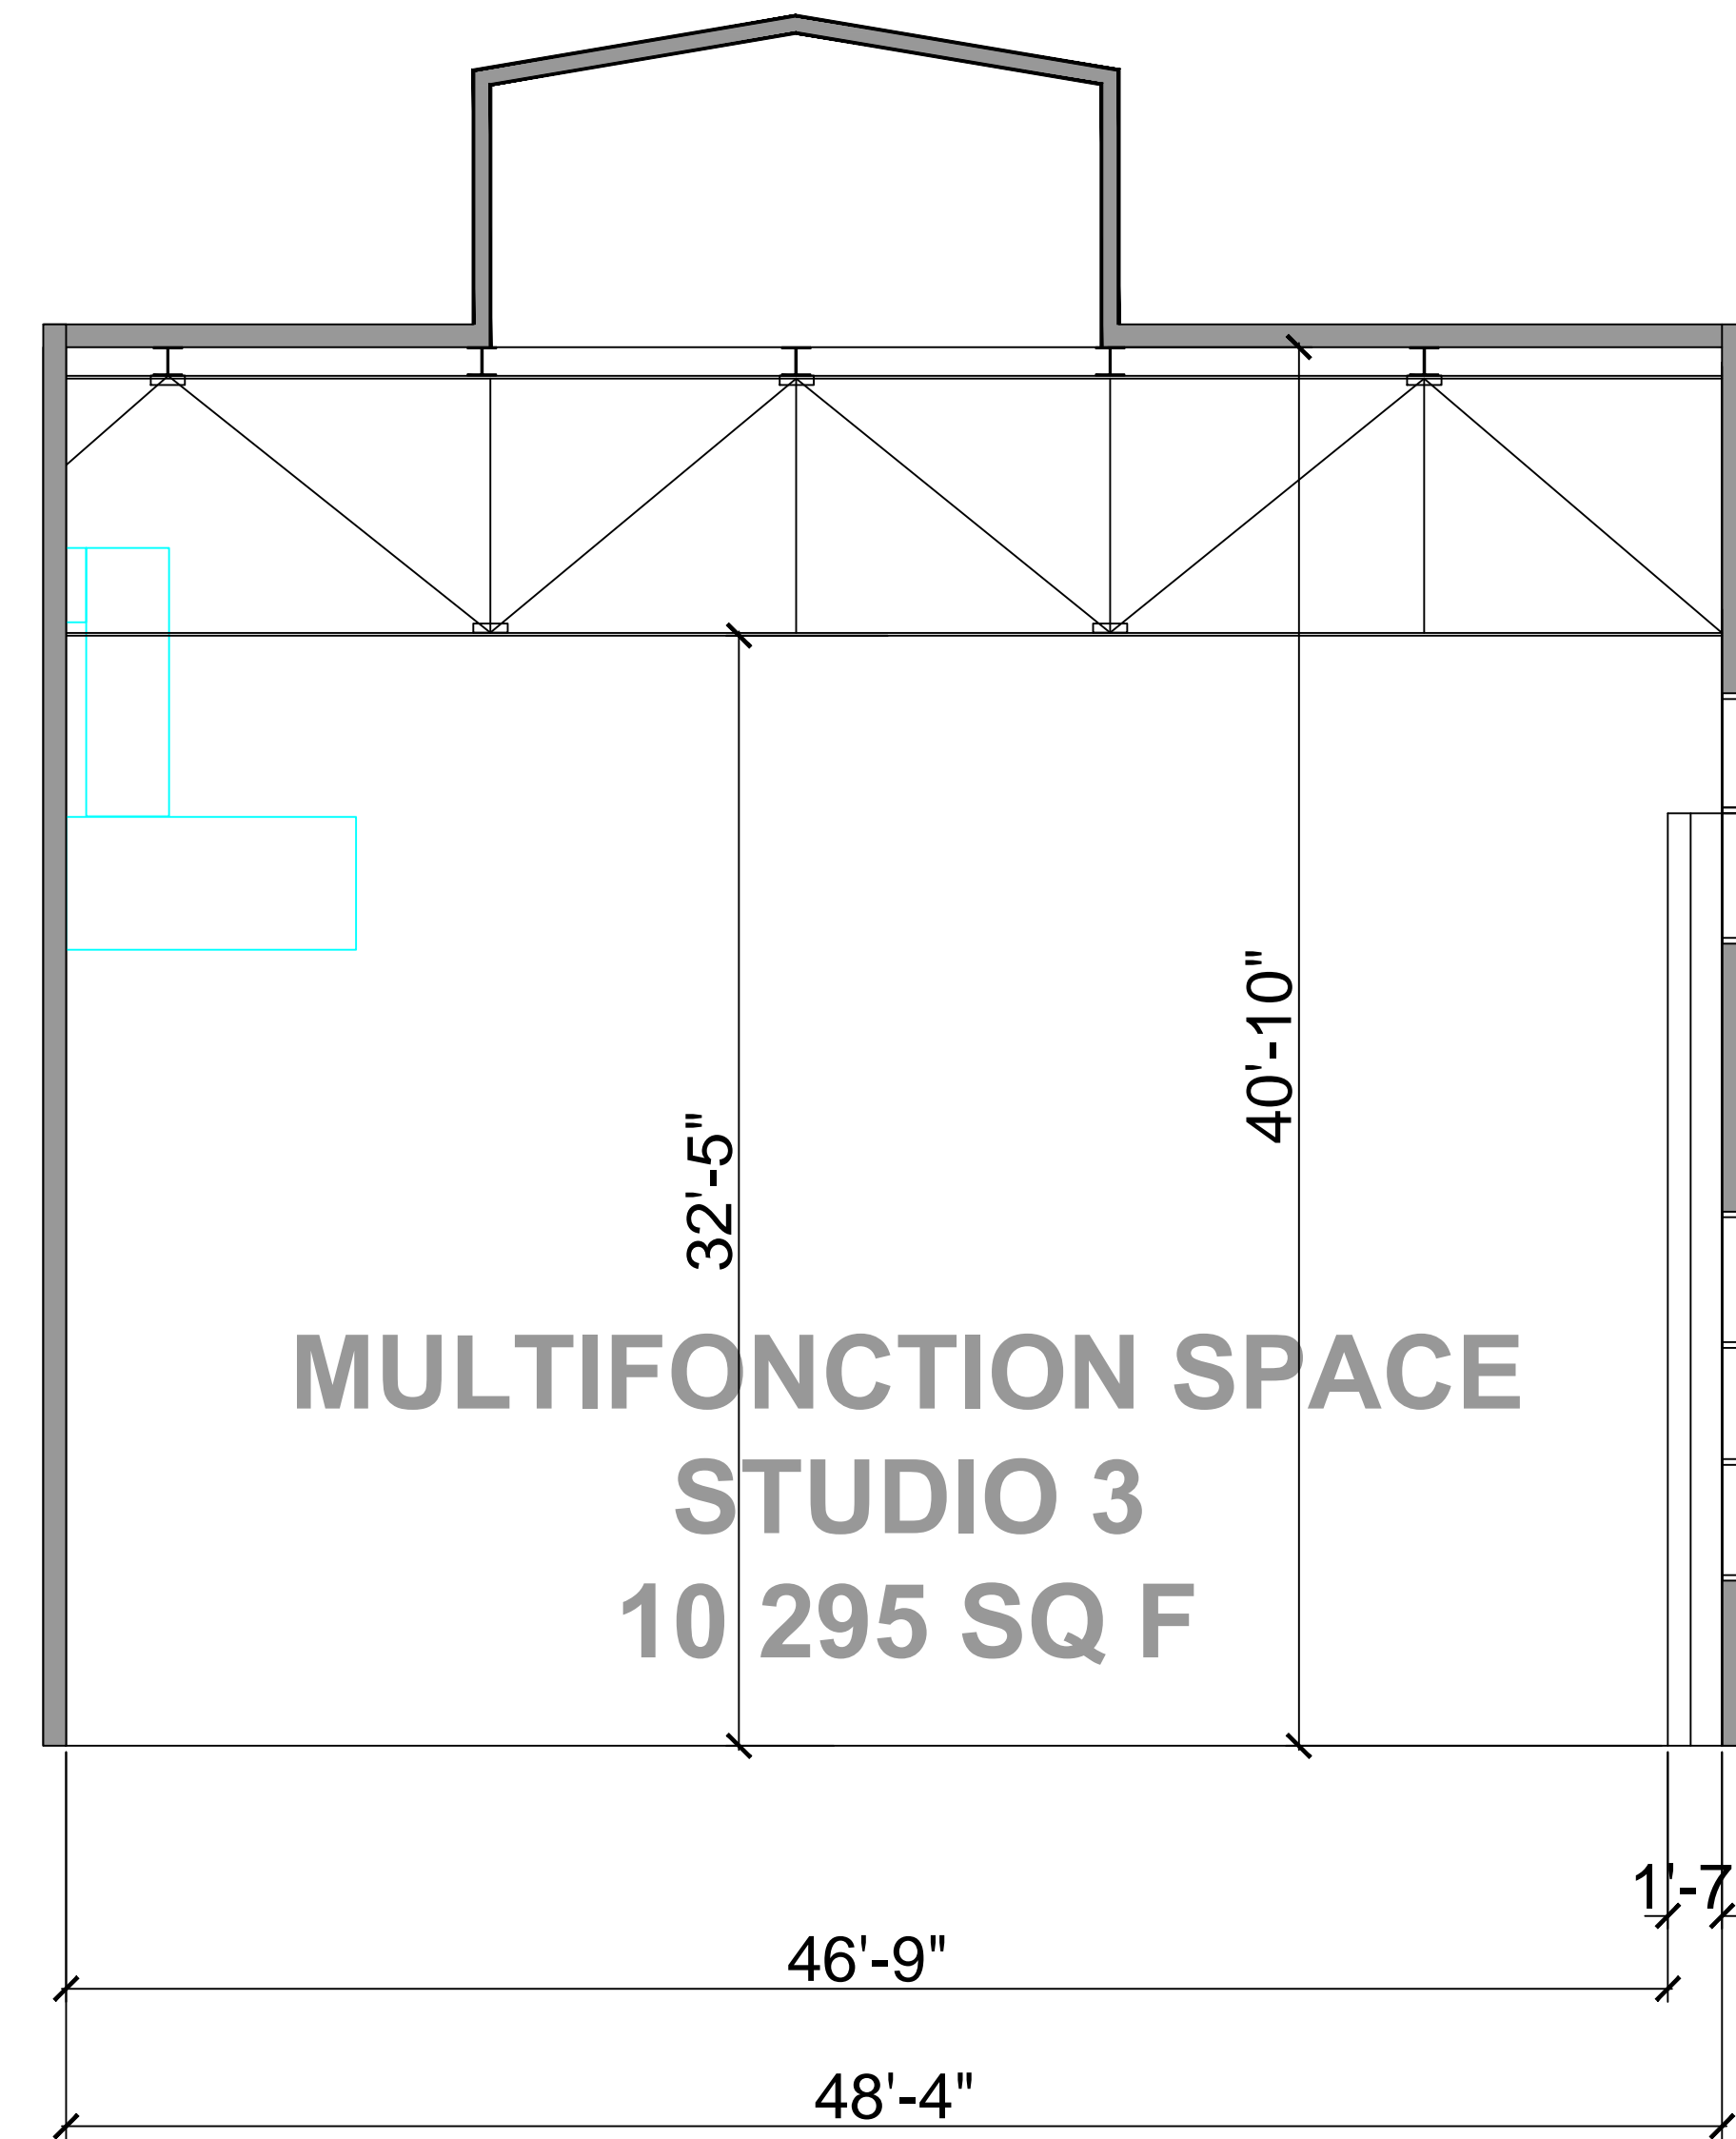 40'-10"
32'-5"
MULTIFONCTION SPACE
STUDIO 3
10 295 SQ F
1'-7
46'-9"
48'-4"